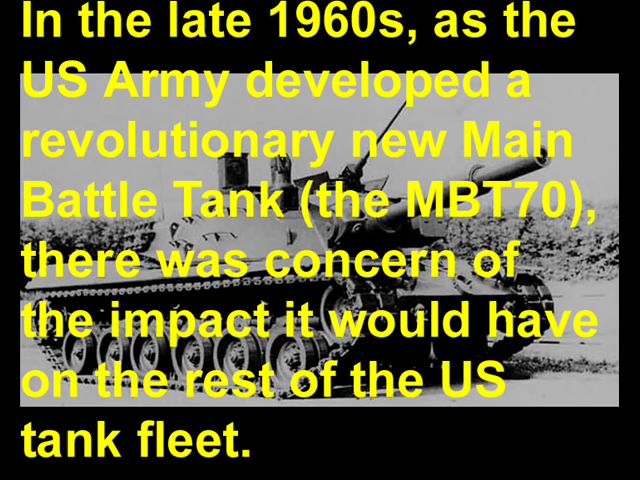 In the late 1960s, as the
US Army developed a
revolutionary new Main
Battle Tank (the MBT70),
there was concern of
the impact it would have
on the rest of the US
tank fleet.